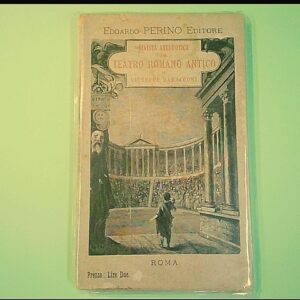 EDOARDO PERINO EDITORE
TEATRO ROMANO ANTICO
GIUSEPPE
ROMA
Prezzo: Lire Due.